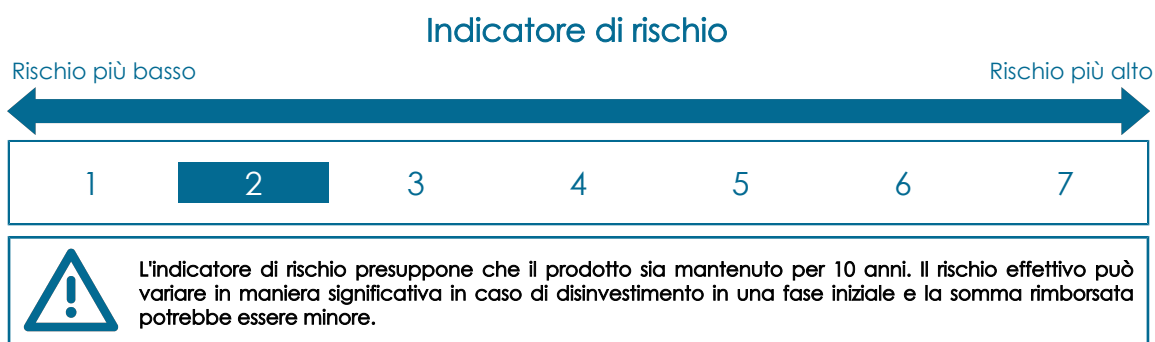 Indicatore di rischio
Rischio più basso
Rischio più alto
1 2 3 4 5 6 7
L'indicatore di rischio presuppone che il prodotto sia mantenuto per 10 anni. Il rischio effettivo può
variare in maniera significativa in caso di disinvestimento in una fase iniziale e la somma rimborsata
potrebbe essere minore.